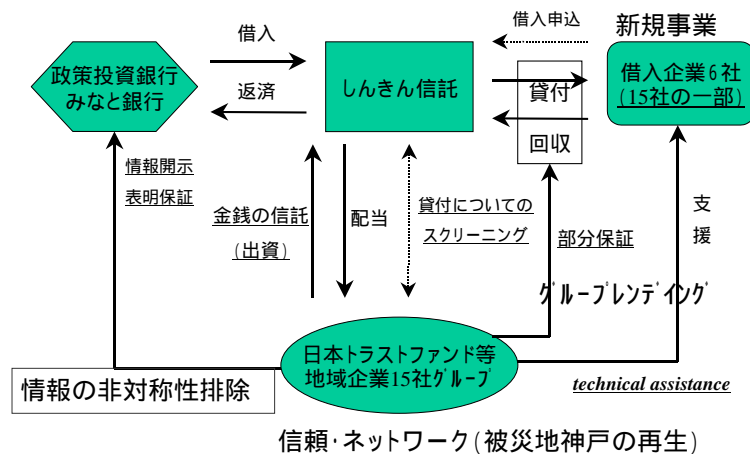 借入申込
新規事業
借入
政策投資銀行
みなと銀行
しんきん信託
借入企業6社
(15社の一部)
返済
貸付
回収
情報開示
表明保証
金銭の信託
(出資)
配当
貸付についての
スクリーニング
部分保証
支
援
グループレンディング
日本トラストファンド等
地域企業15社グループ
情報の非対称性排除
technical assistance
信頼・ネットワーク(被災地神戸の再生)